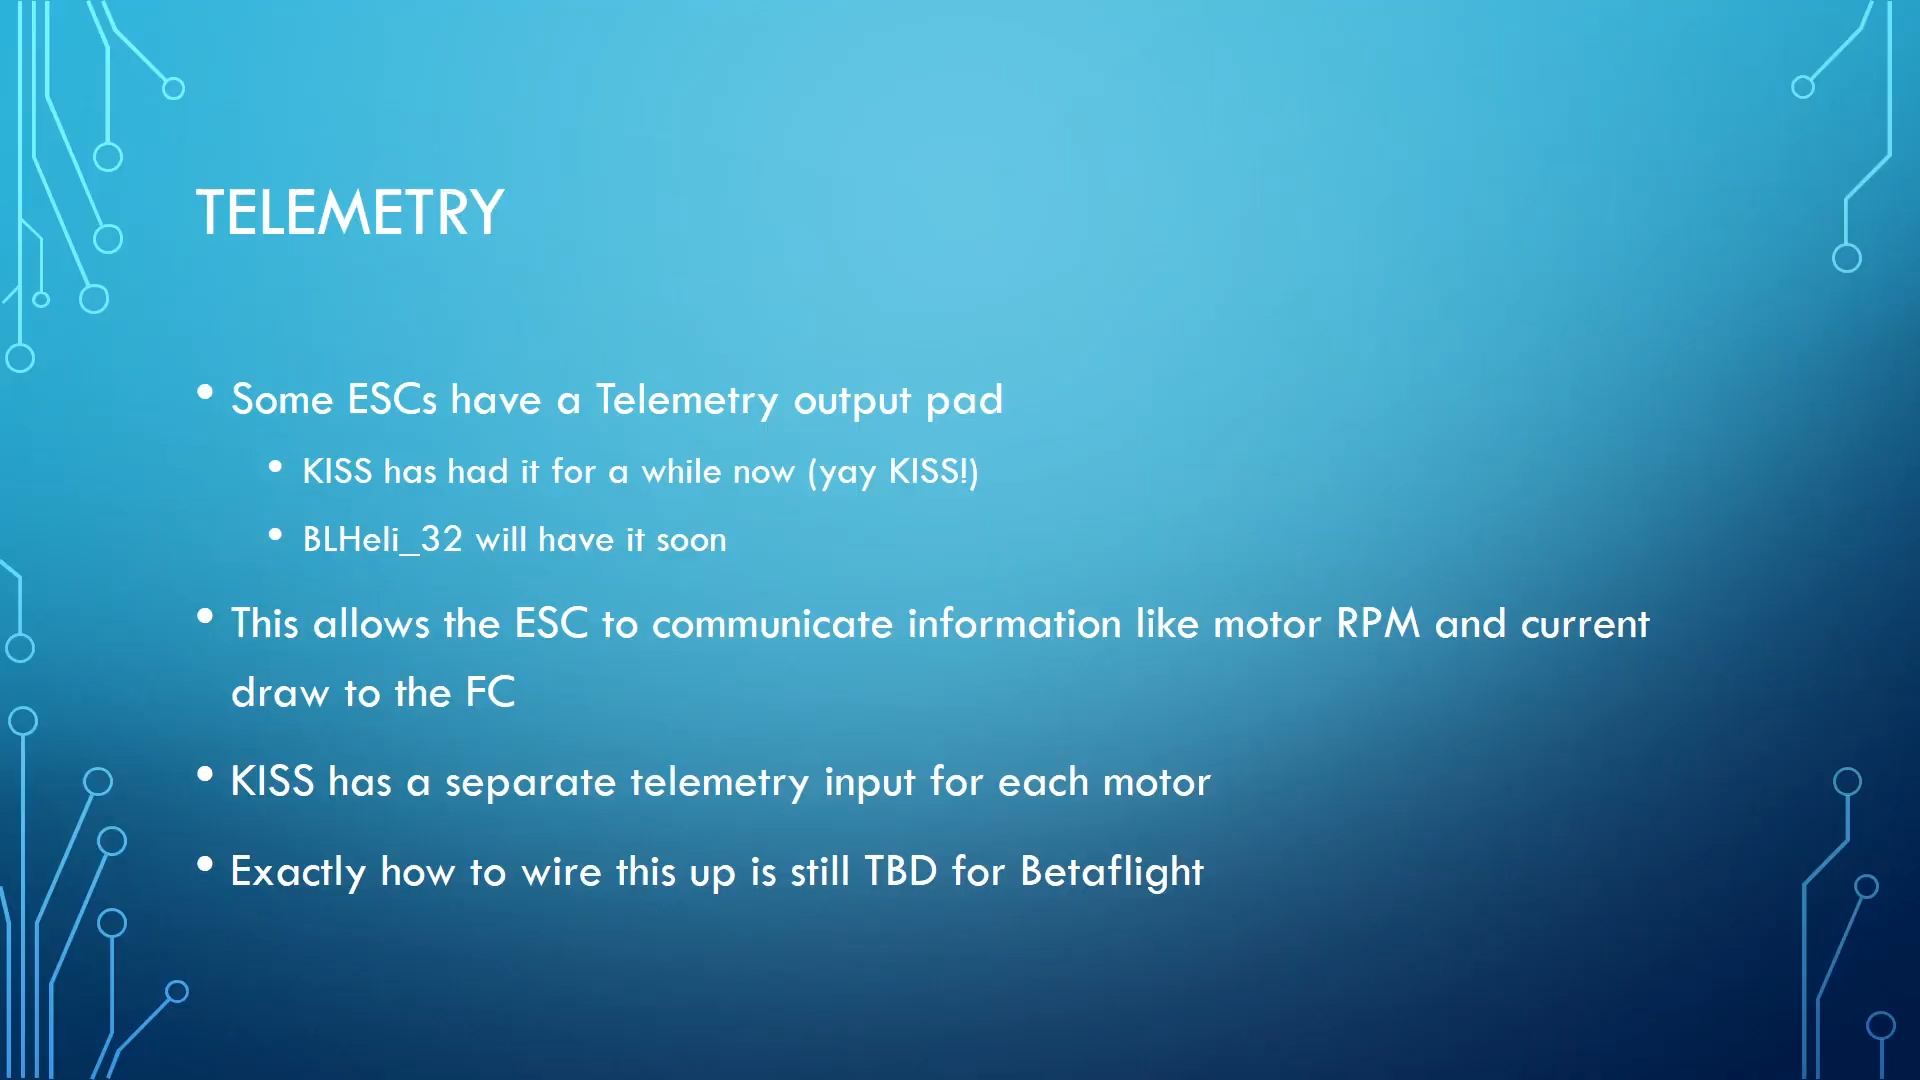 TELEMETRY
• Some ESCs have a Telemetry output pad
• KISS has had it for a while now (yay KISS!)
• BLHeli_32 will have it soon
• This allows the ESC to communicate information like motor RPM and current
draw to the FC
• KISS has a separate telemetry input for each motor
• Exactly how to wire this up is still TBD for Betaflight